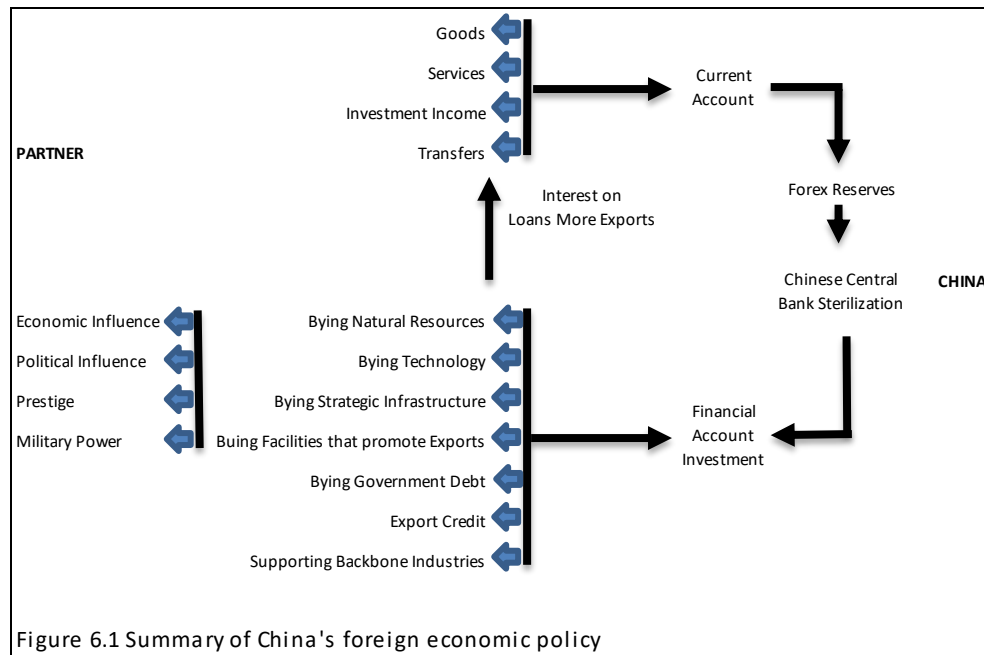 Goods
Services
Investment Income
Transfers
Current
Account
PARTNER
Interest on
Loans More Exports
Forex Reserves
Chinese Central
Bank Sterilization
CHINA
Economic Influence
Political Influence
Prestige
Military Power
Bying Natural Resources
Bying Technology
Bying Strategic Infrastructure
Buing Facilities that promote Exports
Bying Government Debt
Export Credit
Supporting Backbone Industries
Financial
Account
Investment
Figure 6.1 Summary of China's foreign economic policy